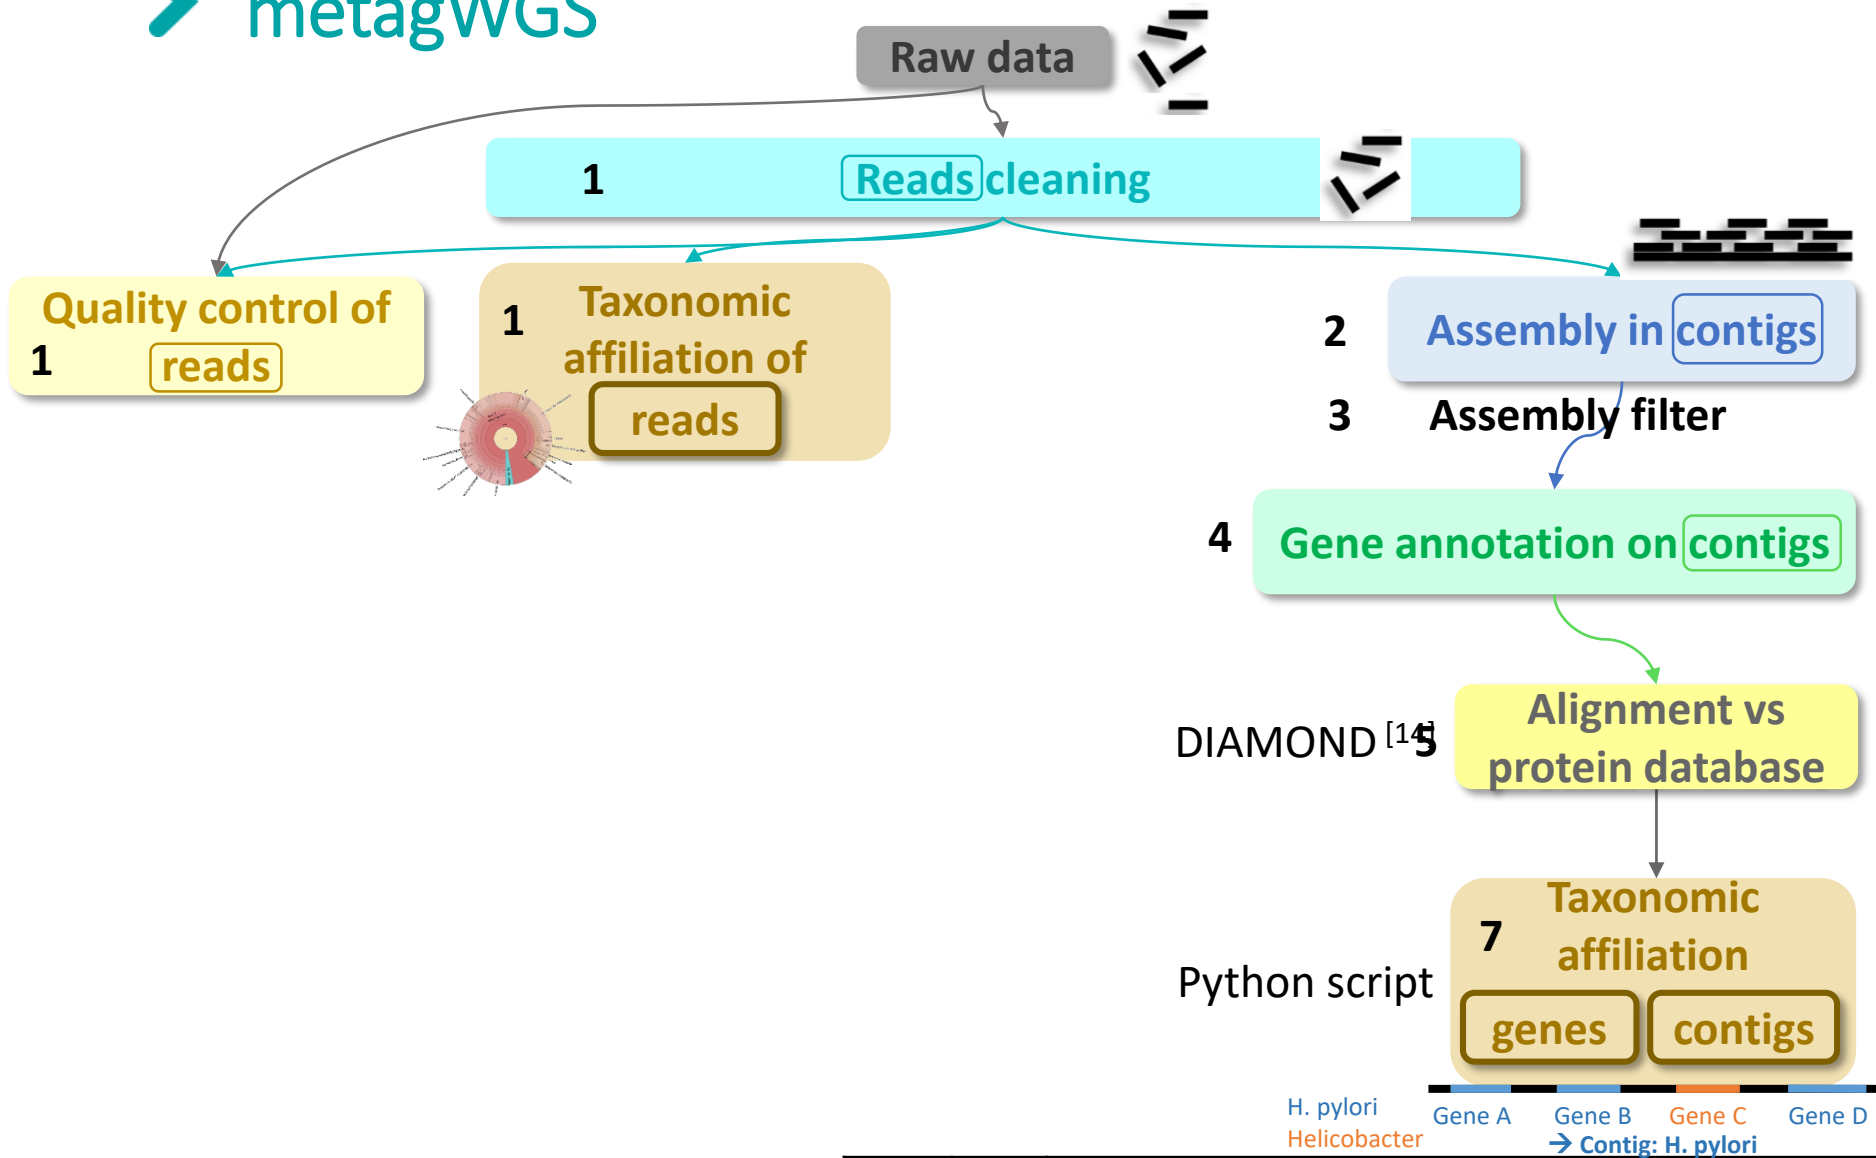 metagWGS
Raw data
1 Reads cleaning
Quality control of
1 reads
1 Taxonomic
affiliation of
reads
2 Assembly in contigs
3 Assembly filter
4 Gene annotation on contigs
DIAMOND [14] 5 Alignment vs
protein database
7 Taxonomic
affiliation
Python script
genes contigs
H. pylori
Helicobacter
Gene A Gene B Gene C Gene D
→ Contig: H. pylori